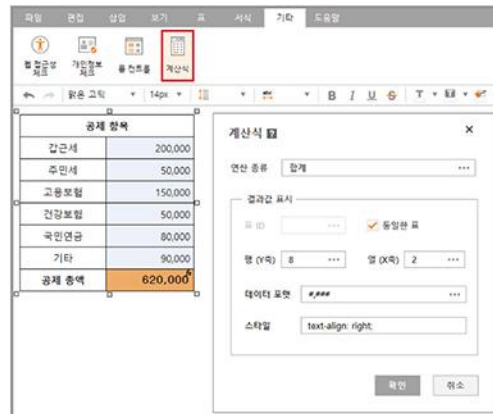 파일 편집 삽입 보기 표 서식 기타 도움말
웹 접근성 체크
개인정보 체크
폼 컨트롤
계산식
맑은 고딕 14px B I U S T
공제 항목
갑근세 200,000
주민세 50,000
고용보험 150,000
건강보험 50,000
국민연금 80,000
기타 90,000
공제 총액 620,000
계산식 ? ×
연산 종류 합계 ...
결과값 표시
표 ID ... 동일한 표
행 (Y축) 8 ... 열 (X축) 2 ...
데이터 포맷 #,### ...
스타일 text-align: right;
확인 취소